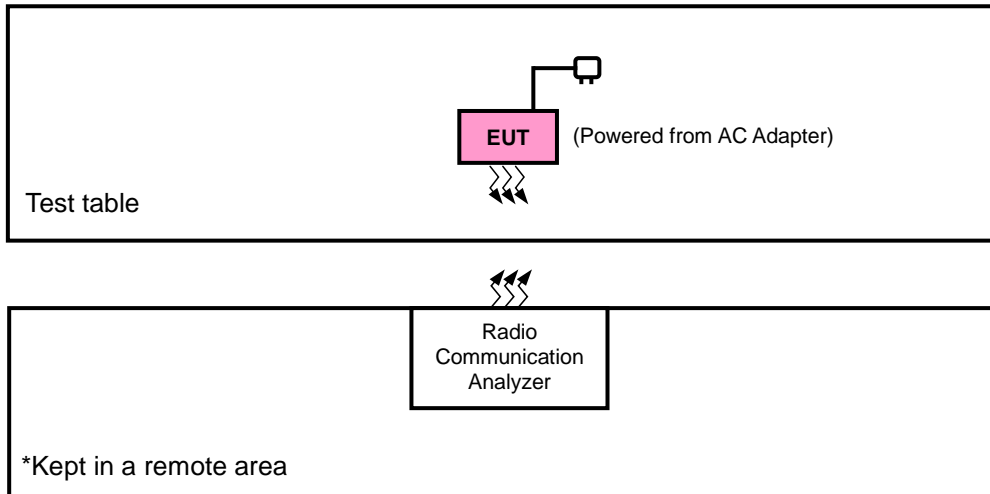 EUT
(Powered from AC Adapter)
Test table
Radio
Communication
Analyzer
*Kept in a remote area